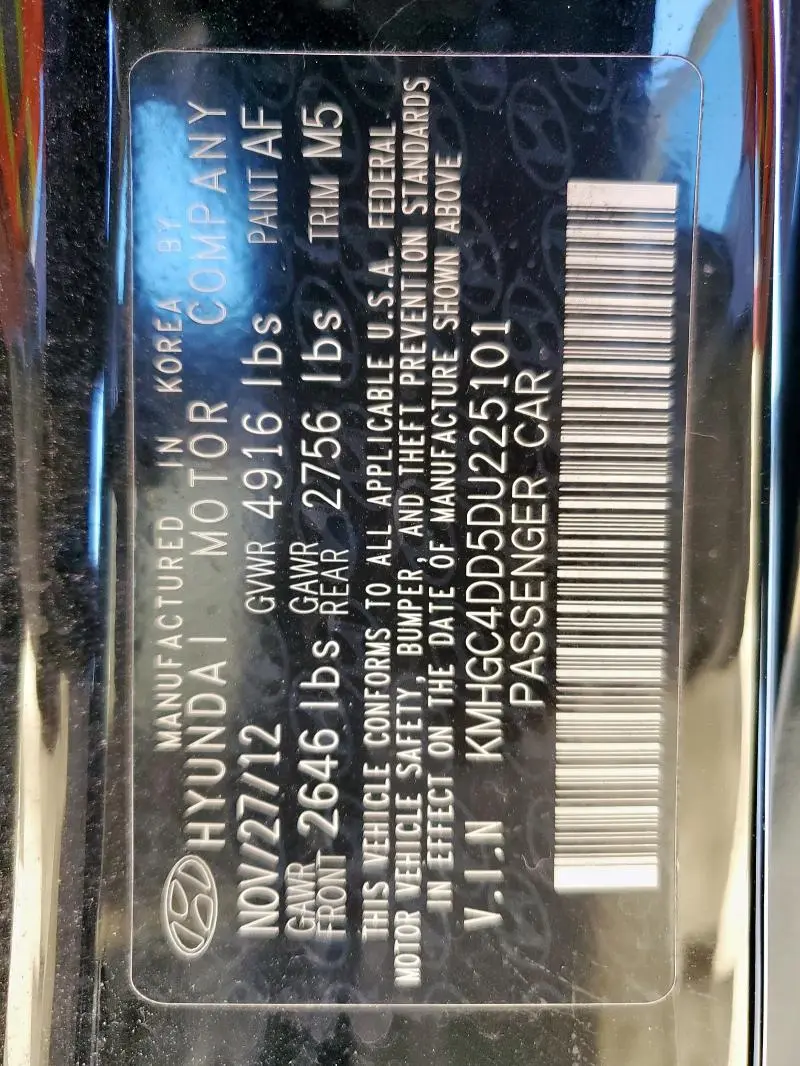 MANUFACTURED IN KOREA BY
HYUNDAI MOTOR COMPANY
NOV/27/12 GVWR 4916 lbs PAINT AF
GAWR FRONT 2646 lbs GAWR REAR 2756 lbs TRIM M5
THIS VEHICLE CONFORMS TO ALL APPLICABLE U.S.A. FEDERAL
MOTOR VEHICLE SAFETY, BUMPER, AND THEFT PREVENTION STANDARDS
IN EFFECT ON THE DATE OF MANUFACTURE SHOWN ABOVE
V.I.N KMHGC4DD5DU225101
PASSENGER CAR